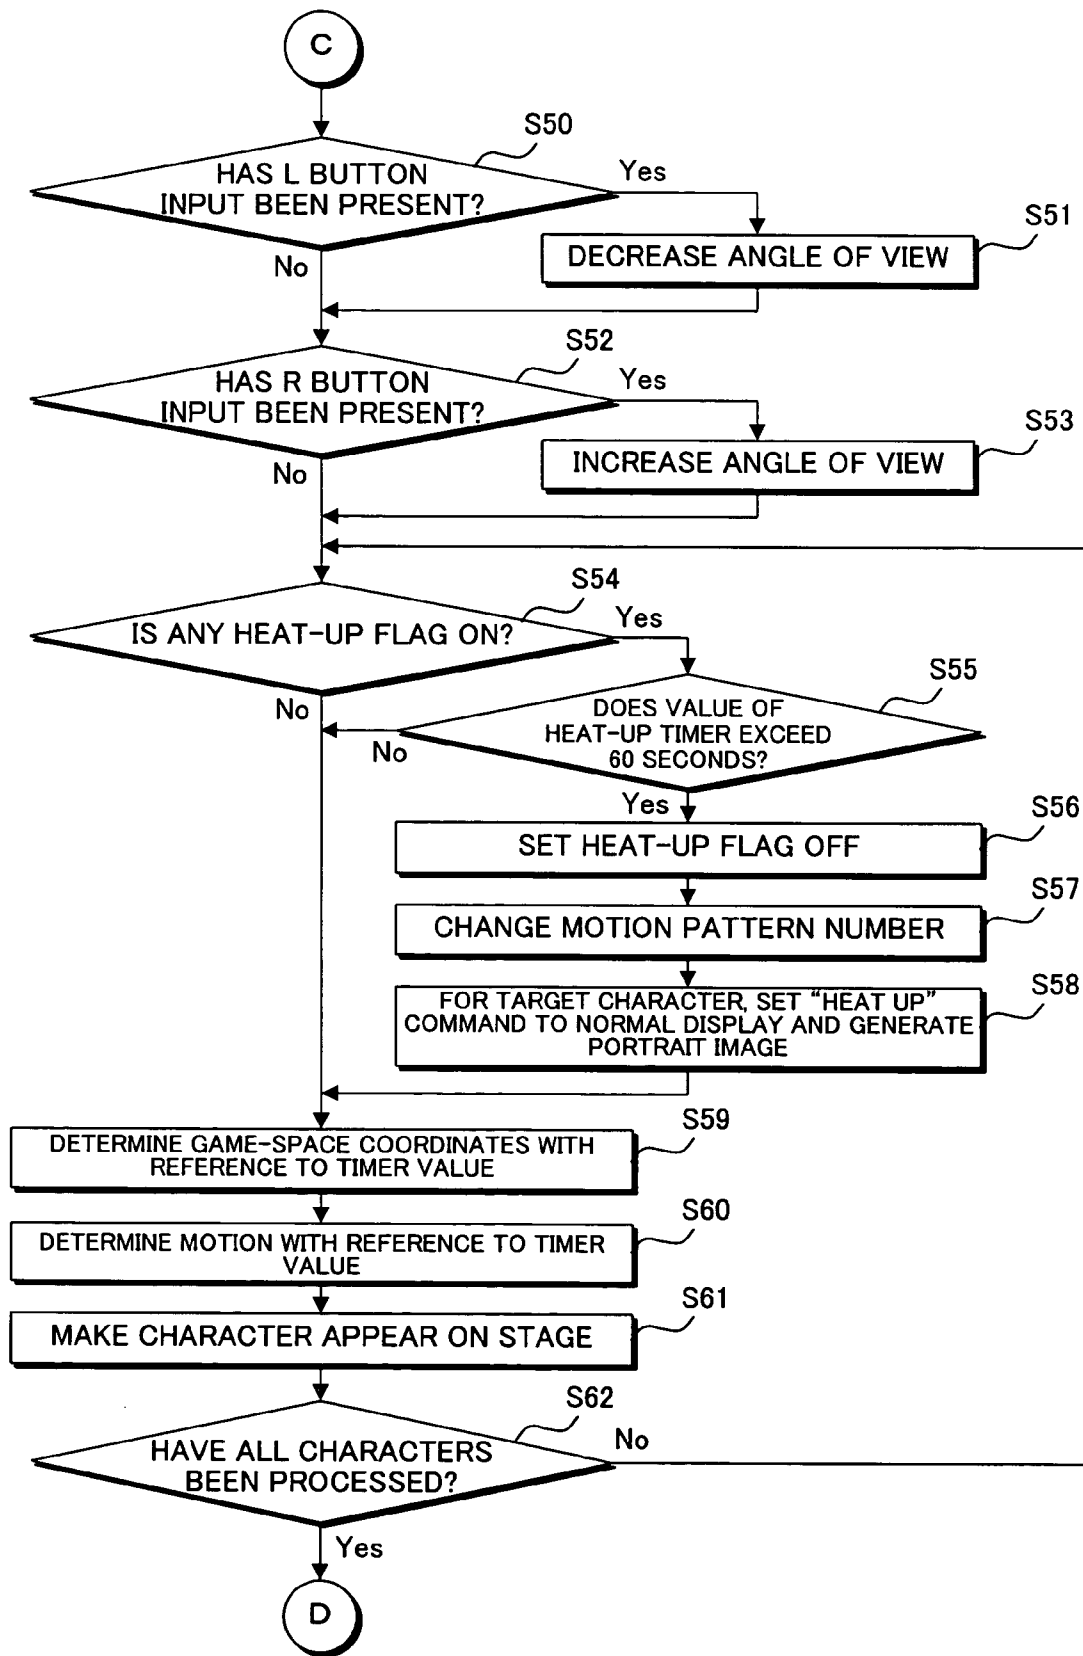 C
S50
HAS L BUTTON
INPUT BEEN PRESENT?
Yes
No
S51
DECREASE ANGLE OF VIEW
S52
HAS R BUTTON
INPUT BEEN PRESENT?
Yes
No
S53
INCREASE ANGLE OF VIEW
S54
IS ANY HEAT-UP FLAG ON?
Yes
No
S55
DOES VALUE OF
HEAT-UP TIMER EXCEED
60 SECONDS?
No
Yes
S56
SET HEAT-UP FLAG OFF
S57
CHANGE MOTION PATTERN NUMBER
S58
FOR TARGET CHARACTER, SET “HEAT UP”
COMMAND TO NORMAL DISPLAY AND GENERATE
PORTRAIT IMAGE
S59
DETERMINE GAME-SPACE COORDINATES WITH
REFERENCE TO TIMER VALUE
S60
DETERMINE MOTION WITH REFERENCE TO TIMER
VALUE
S61
MAKE CHARACTER APPEAR ON STAGE
S62
HAVE ALL CHARACTERS
BEEN PROCESSED?
No
Yes
D